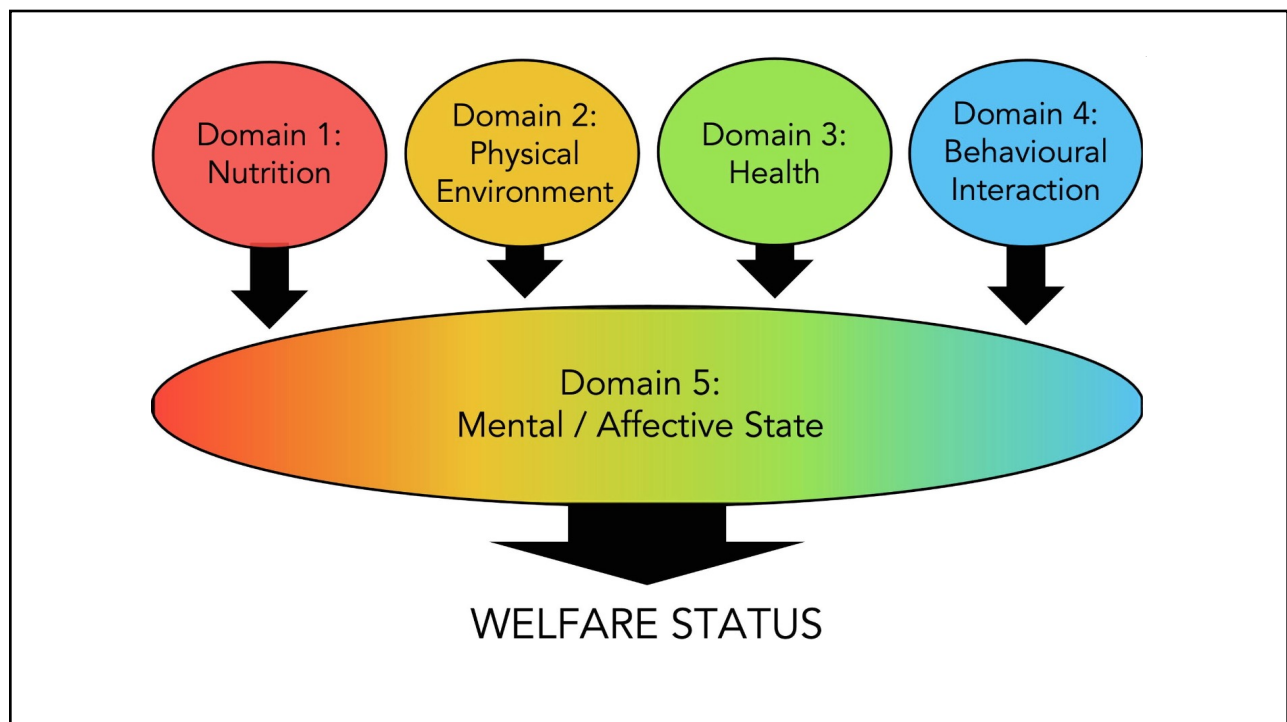 Domain 1:
Nutrition
Domain 2:
Physical
Environment
Domain 3:
Health
Domain 4:
Behavioural
Interaction
Domain 5:
Mental / Affective State
WELFARE STATUS